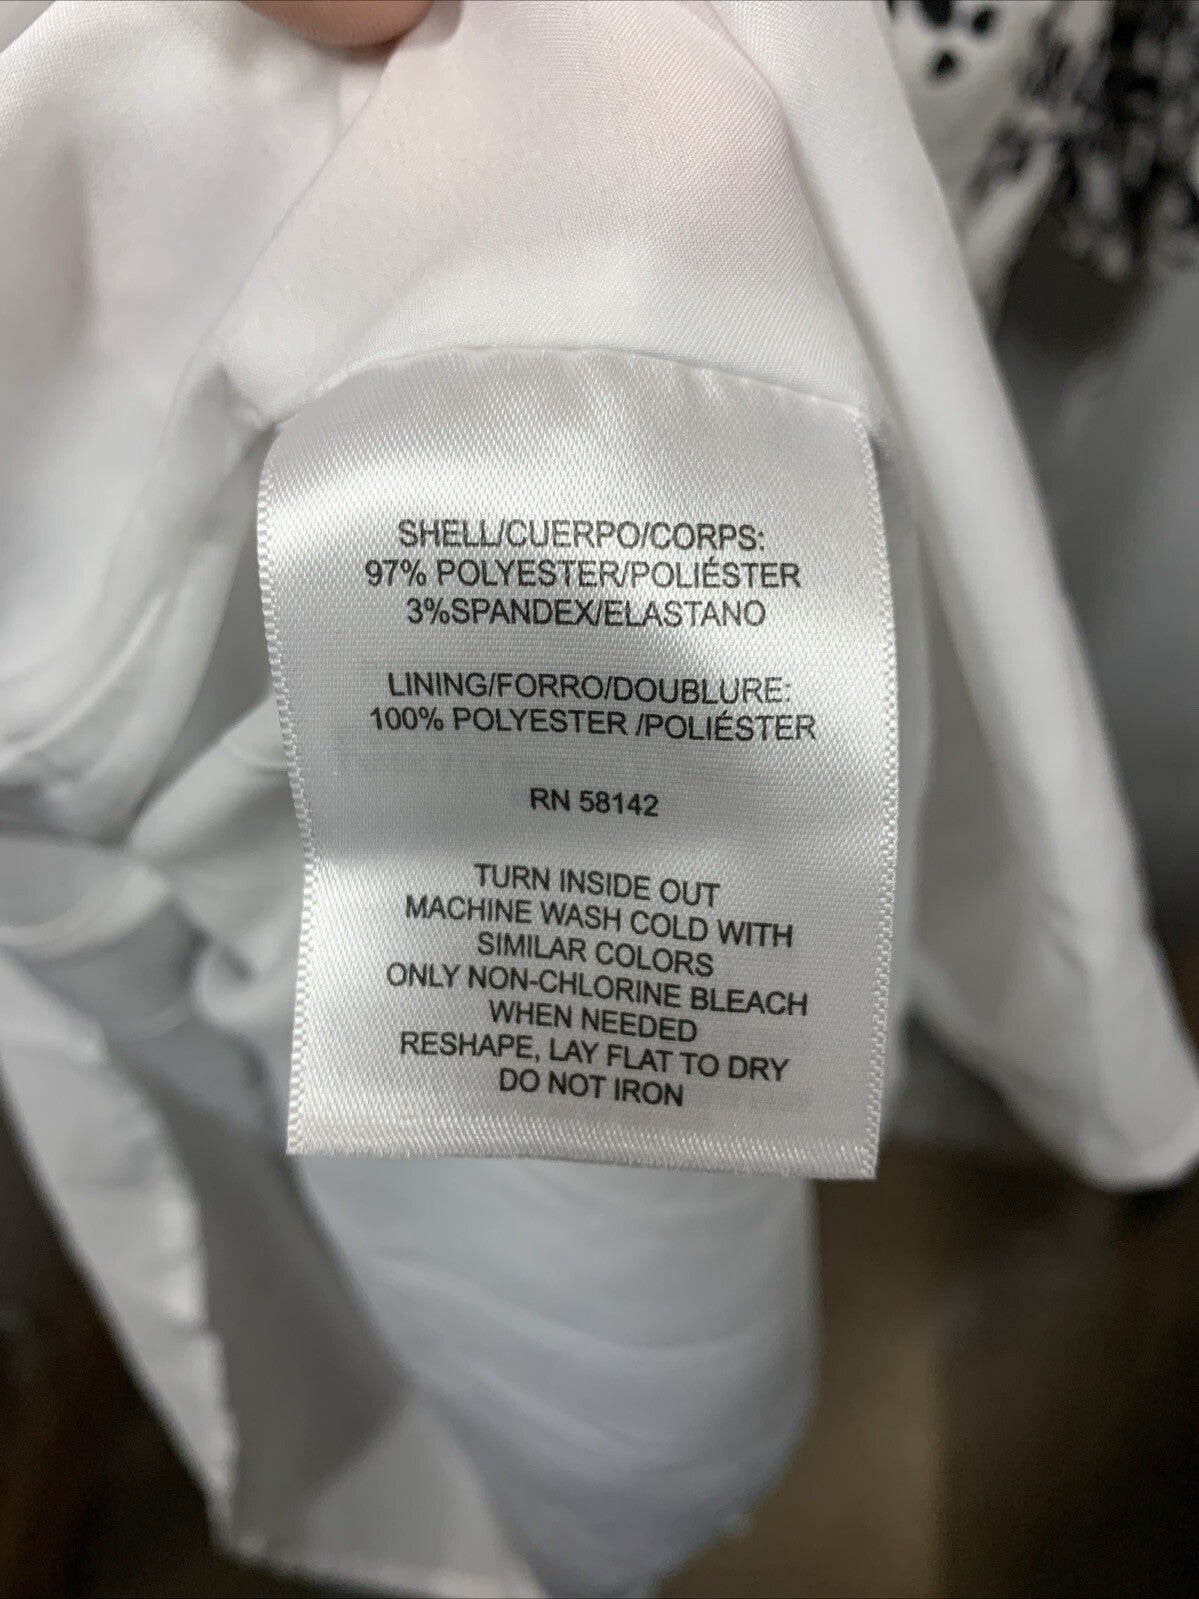 SHELL/CUERPO/CORPS:
97% POLYESTER/POLIÉSTER
3%SPANDEX/ELASTANO
LINING/FORRO/DOUBLURE:
100% POLYESTER /POLIÉSTER
RN 58142
TURN INSIDE OUT
MACHINE WASH COLD WITH
SIMILAR COLORS
ONLY NON-CHLORINE BLEACH
WHEN NEEDED
RESHAPE, LAY FLAT TO DRY
DO NOT IRON